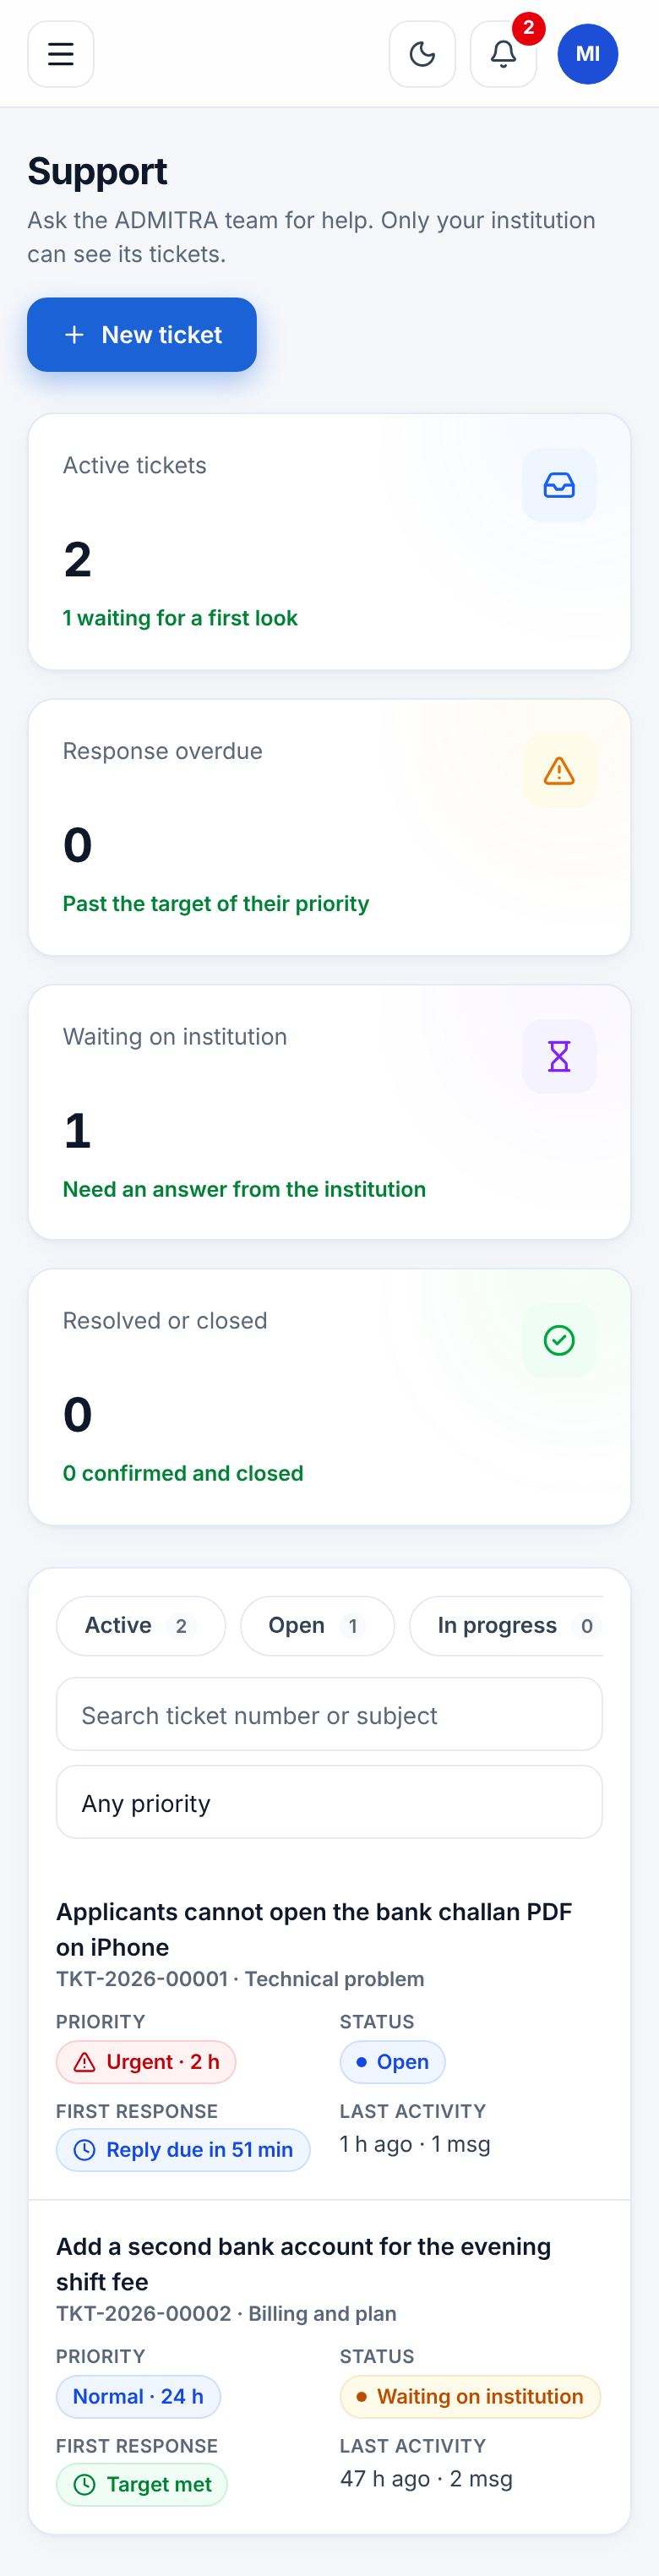 2
MI
Support
Ask the ADMITRA team for help. Only your institution
can see its tickets.
New ticket
Active tickets
2
1 waiting for a first look
Response overdue
0
Past the target of their priority
Waiting on institution
1
Need an answer from the institution
Resolved or closed
0
0 confirmed and closed
Active 2 Open 1 In progress 0
Search ticket number or subject
Any priority
Applicants cannot open the bank challan PDF
on iPhone
TKT-2026-00001 · Technical problem
PRIORITY STATUS
Urgent · 2 h Open
FIRST RESPONSE LAST ACTIVITY
Reply due in 51 min 1 h ago · 1 msg
Add a second bank account for the evening
shift fee
TKT-2026-00002 · Billing and plan
PRIORITY STATUS
Normal · 24 h Waiting on institution
FIRST RESPONSE LAST ACTIVITY
Target met 47 h ago · 2 msg